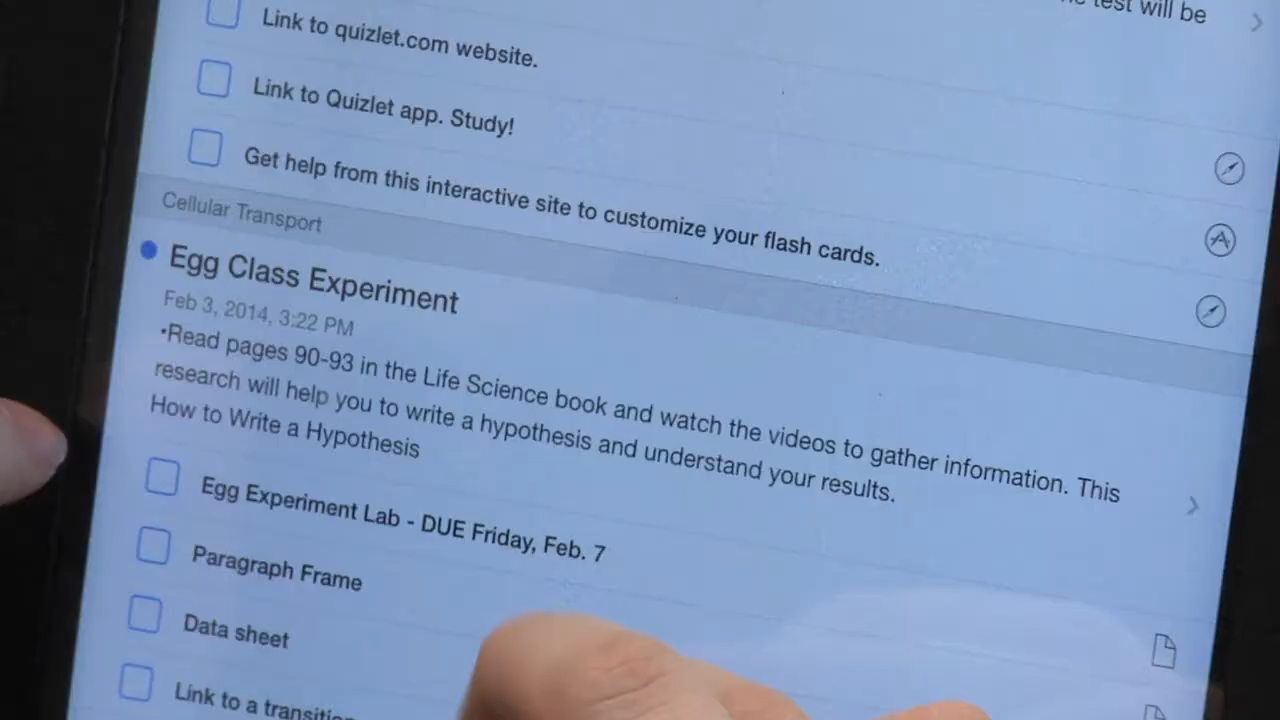 test will be
Link to quizlet.com website.
Link to Quizlet app. Study!
Get help from this interactive site to customize your flash cards.
Cellular Transport
Egg Class Experiment
Feb 3, 2014, 3:22 PM
•Read pages 90-93 in the Life Science book and watch the videos to gather information. This
research will help you to write a hypothesis and understand your results.
How to Write a Hypothesis
Egg Experiment Lab - DUE Friday, Feb. 7
Paragraph Frame
Data sheet
Link to a